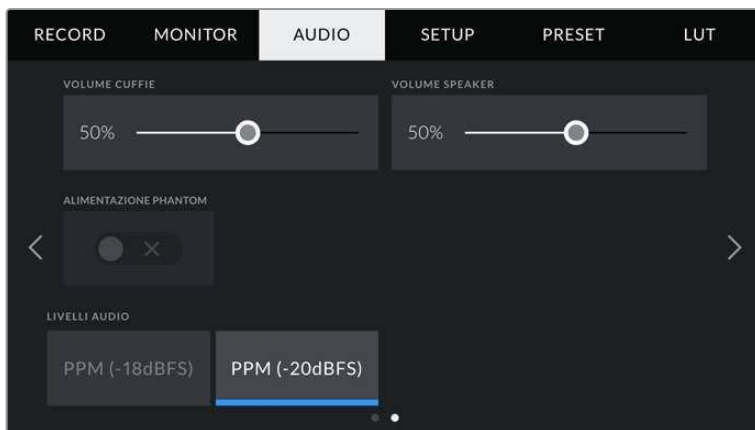 RECORD MONITOR AUDIO SETUP PRESET LUT
VOLUME CUFFIE VOLUME SPEAKER
50% 50%
ALIMENTAZIONE PHANTOM
LIVELLI AUDIO
PPM (-18dBFS) PPM (-20dBFS)